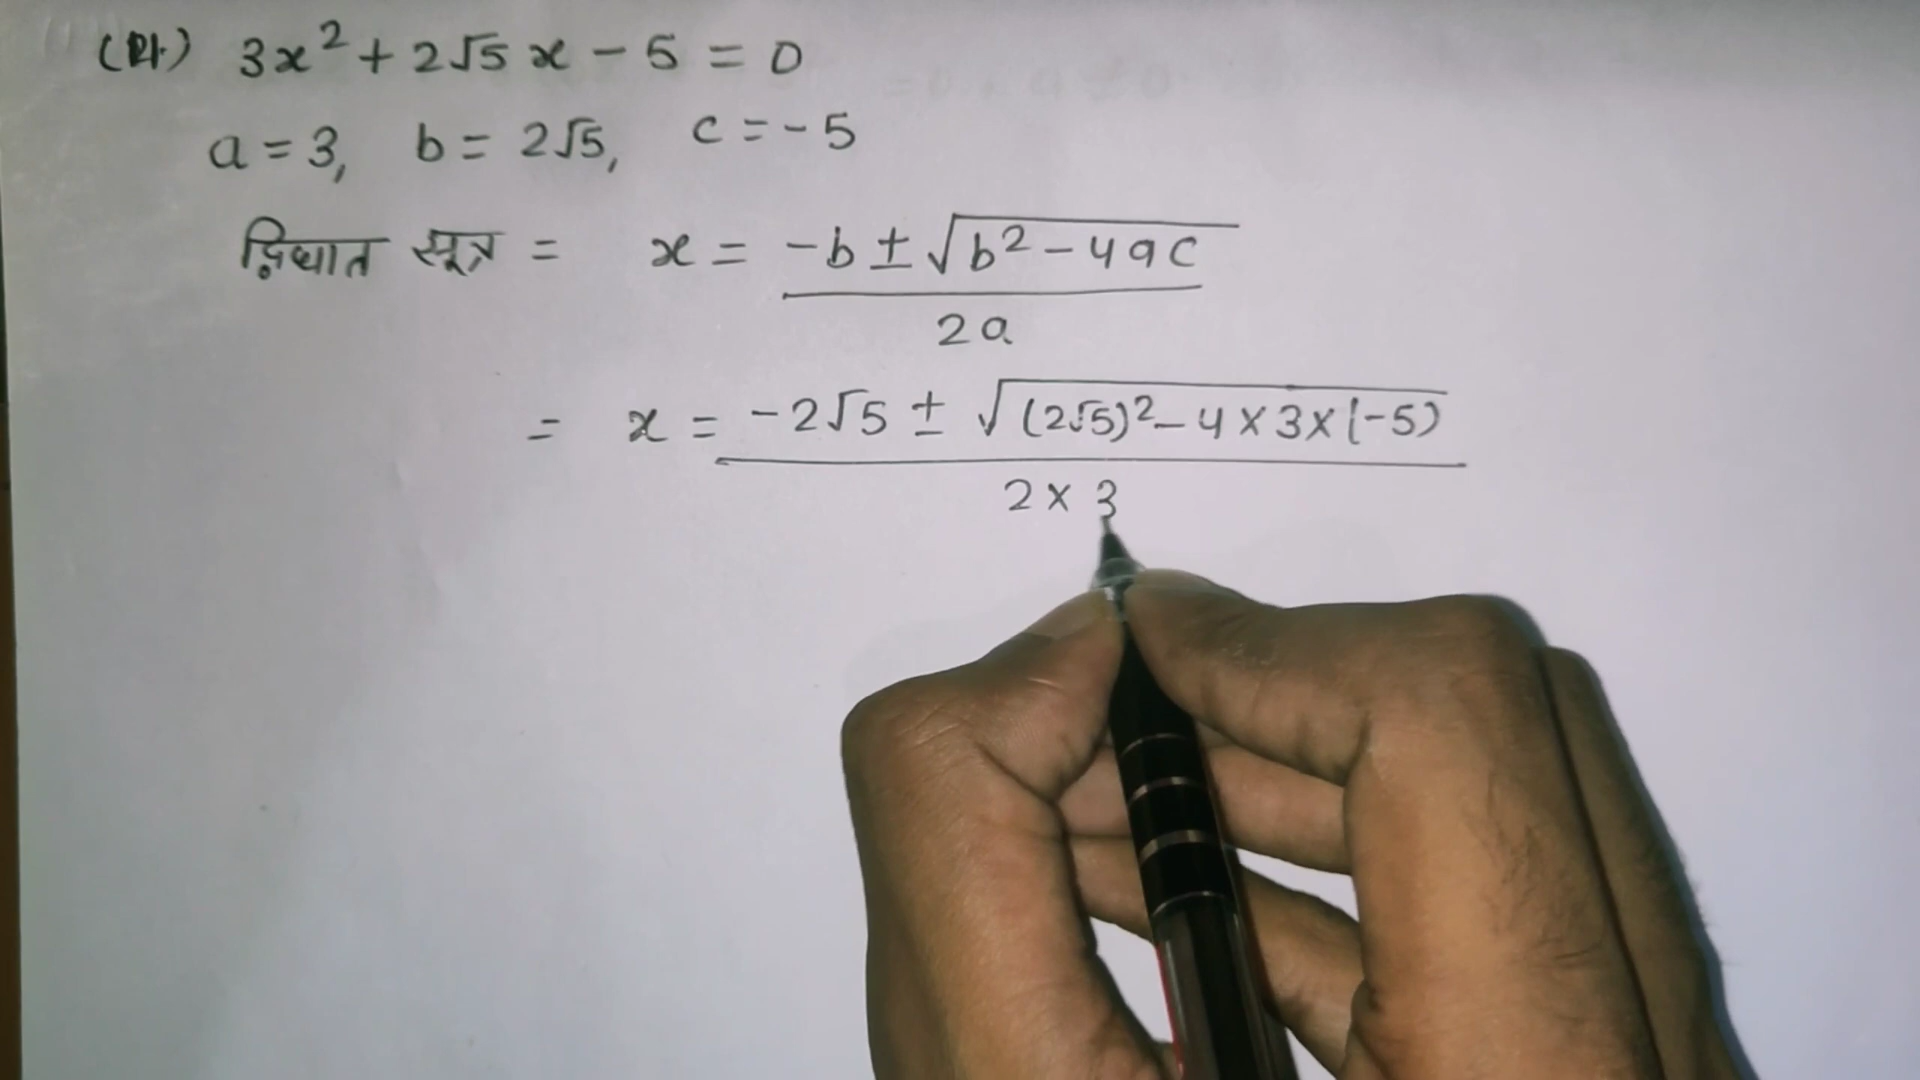 3x² + 2√5 x - 5 = 0
a = 3, b = 2√5, c = -5
द्विघात सूत्र = x = -b ± √b² - 4ac
2a
= x = -2√5 ± √(2√5)² - 4 × 3 × (-5)
2 × 3